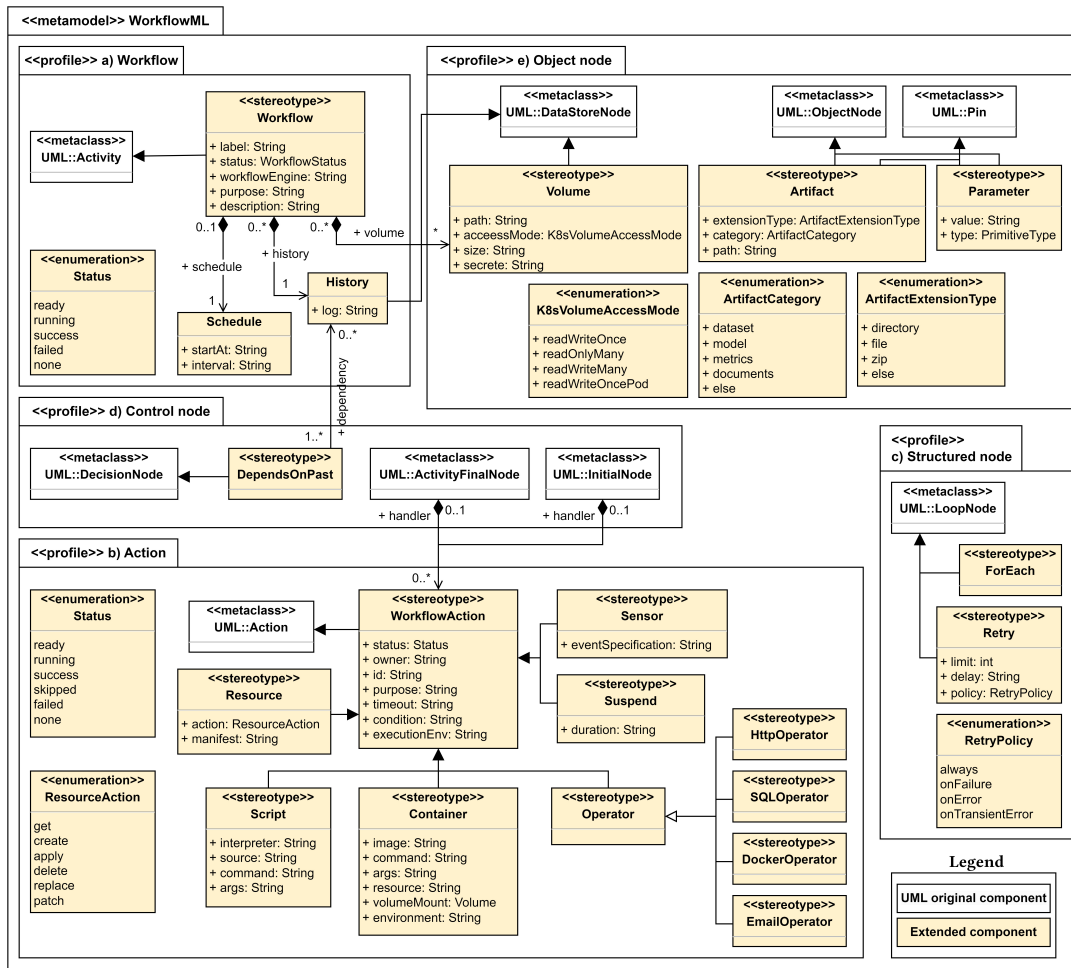 <<metamodel>> WorkflowML
<<profile>> a) Workflow
<<metaclass>>
UML::Activity
<<stereotype>>
Workflow
+ label: String
+ status: WorkflowStatus
+ workflowEngine: String
+ purpose: String
+ description: String
0..1
0..*
0..*
+ volume
*
+ schedule
+ history
1
1
<<enumeration>>
Status
ready
running
success
failed
none
Schedule
+ startAt: String
+ interval: String
History
+ log: String
0..*
+ dependency
1..*
<<profile>> e) Object node
<<metaclass>>
UML::DataStoreNode
<<metaclass>>
UML::ObjectNode
<<metaclass>>
UML::Pin
<<stereotype>>
Volume
+ path: String
+ acceessMode: K8sVolumeAccessMode
+ size: String
+ secrete: String
<<stereotype>>
Artifact
+ extensionType: ArtifactExtensionType
+ category: ArtifactCategory
+ path: String
<<stereotype>>
Parameter
+ value: String
+ type: PrimitiveType
<<enumeration>>
K8sVolumeAccessMode
+ readWriteOnce
+ readOnlyMany
+ readWriteMany
+ readWriteOncePod
<<enumeration>>
ArtifactCategory
+ dataset
+ model
+ metrics
+ documents
+ else
<<enumeration>>
ArtifactExtensionType
+ directory
+ file
+ zip
+ else
<<profile>> d) Control node
<<metaclass>>
UML::DecisionNode
<<stereotype>>
DependsOnPast
<<metaclass>>
UML::ActivityFinalNode
<<metaclass>>
UML::InitialNode
+ handler
0..1
+ handler
0..1
0..*
<<profile>>
c) Structured node
<<metaclass>>
UML::LoopNode
<<stereotype>>
ForEach
<<stereotype>>
Retry
+ limit: int
+ delay: String
+ policy: RetryPolicy
<<enumeration>>
RetryPolicy
always
onFailure
onError
onTransientError
<<profile>> b) Action
<<enumeration>>
Status
ready
running
success
skipped
failed
none
<<metaclass>>
UML::Action
<<stereotype>>
WorkflowAction
+ status: Status
+ owner: String
+ id: String
+ purpose: String
+ timeout: String
+ condition: String
+ executionEnv: String
<<stereotype>>
Sensor
+ eventSpecification: String
<<stereotype>>
Resource
+ action: ResourceAction
+ manifest: String
<<stereotype>>
Suspend
+ duration: String
<<enumeration>>
ResourceAction
get
create
apply
delete
replace
patch
<<stereotype>>
Script
+ interpreter: String
+ source: String
+ command: String
+ args: String
<<stereotype>>
Container
+ image: String
+ command: String
+ args: String
+ resource: String
+ volumeMount: Volume
+ environment: String
<<stereotype>>
Operator
<<stereotype>>
HttpOperator
<<stereotype>>
SQLOperator
<<stereotype>>
DockerOperator
<<stereotype>>
EmailOperator
Legend
UML original component
Extended component